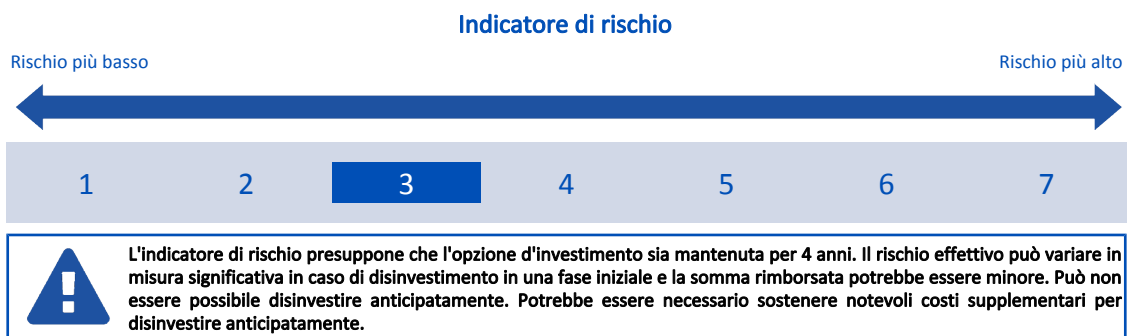 Indicatore di rischio
Rischio più basso
Rischio più alto
1 2 3 4 5 6 7
L'indicatore di rischio presuppone che l'opzione d'investimento sia mantenuta per 4 anni. Il rischio effettivo può variare in
misura significativa in caso di disinvestimento in una fase iniziale e la somma rimborsata potrebbe essere minore. Può non
essere possibile disinvestire anticipatamente. Potrebbe essere necessario sostenere notevoli costi supplementari per
disinvestire anticipatamente.